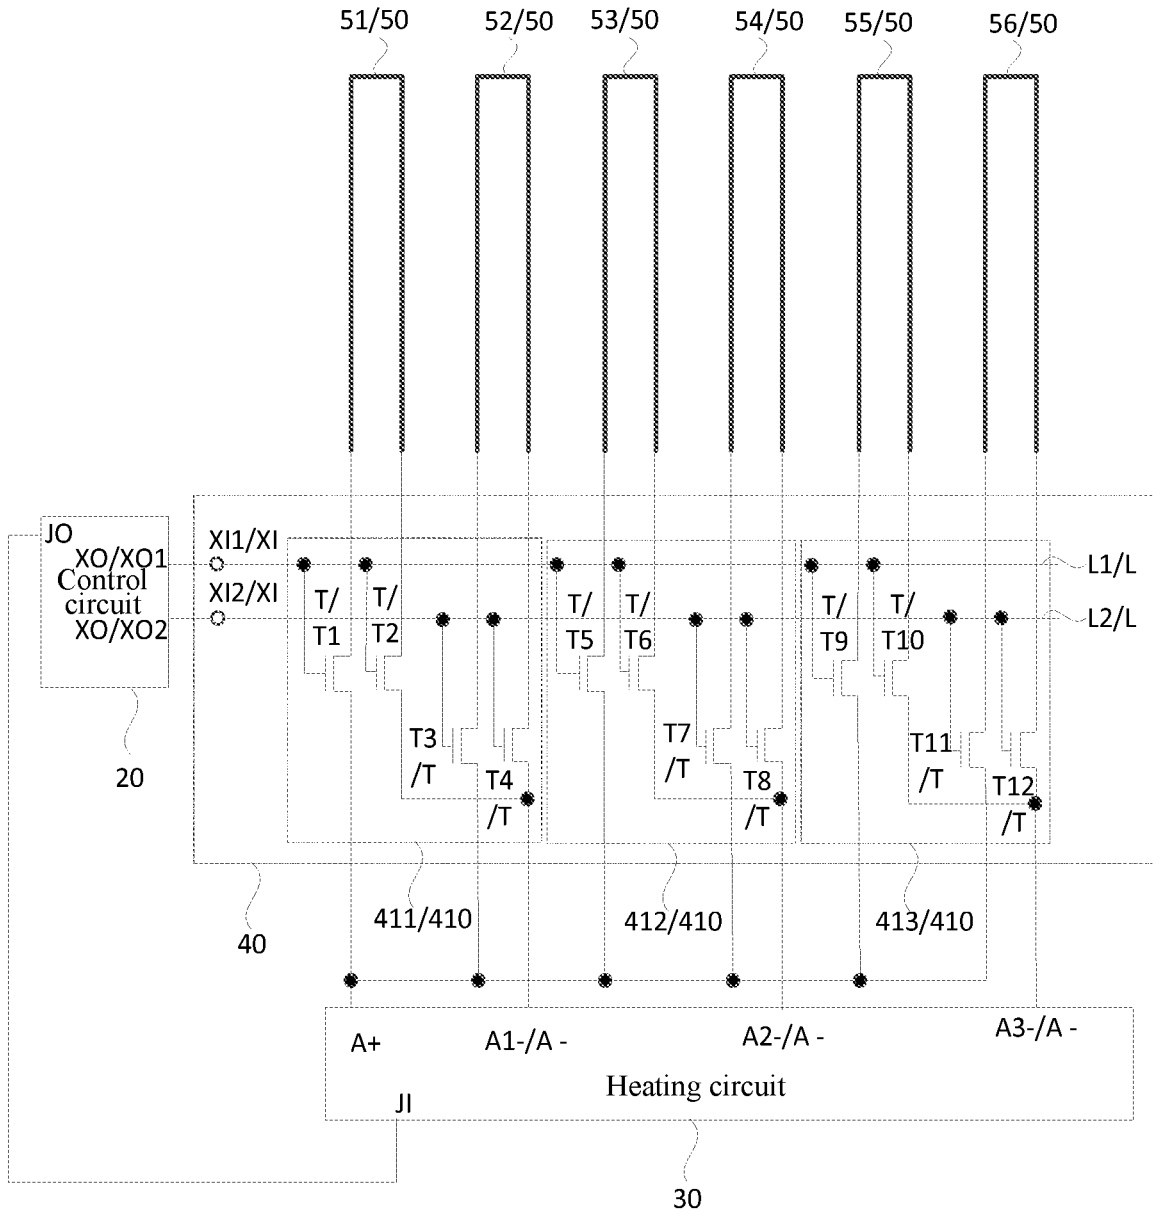 51/50
52/50
53/50
54/50
55/50
56/50
JO
XO/XO1
Control
circuit
XO/XO2
XI1/XI
XI2/XI
L1/L
L2/L
T/
T1
T/
T2
T3
/T
T4
/T
T/
T5
T/
T6
T7
/T
T8
/T
T/
T9
T/
T10
T11
/T
T12
/T
20
40
411/410
412/410
413/410
A+
A1-/A -
A2-/A -
A3-/A -
Heating circuit
JI
30